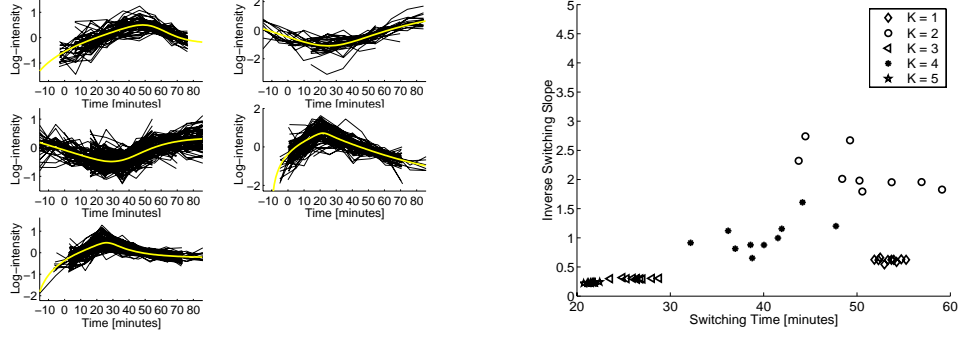 1
0
−1
Log−intensity
−10 0 10 20 30 40 50 60 70 80
Time [minutes]
0
−2
Log−intensity
−10 0 10 20 30 40 50 60 70 80
Time [minutes]
1
0
−1
Log−intensity
−10 0 10 20 30 40 50 60 70 80
Time [minutes]
2
0
−2
Log−intensity
−10 0 10 20 30 40 50 60 70 80
Time [minutes]
1
0
−1
−2
Log−intensity
−10 0 10 20 30 40 50 60 70 80
Time [minutes]
5
4.5
4
3.5
3
2.5
2
1.5
1
0.5
0
Inverse Switching Slope
20 30 40 50 60
Switching Time [minutes]
K = 1
K = 2
K = 3
K = 4
K = 5